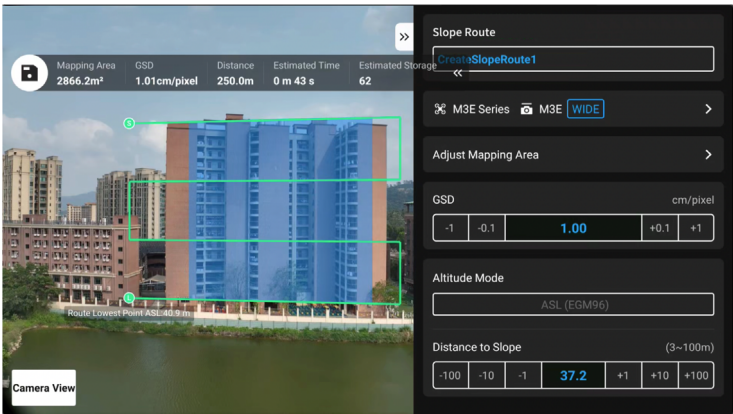 Slope Route
CreateSlopeRoute1
Mapping Area
2866.2m²
GSD
1.01cm/pixel
Distance
250.0m
Estimated Time
0 m 43 s
Estimated Storage
62
S
L
Route Lowest Point ASL:40.9 m
Camera View
M3E Series M3E WIDE
Adjust Mapping Area
GSD cm/pixel
-1 -0.1 1.00 +0.1 +1
Altitude Mode
ASL (EGM96)
Distance to Slope (3~100m)
-100 -10 -1 37.2 +1 +10 +100